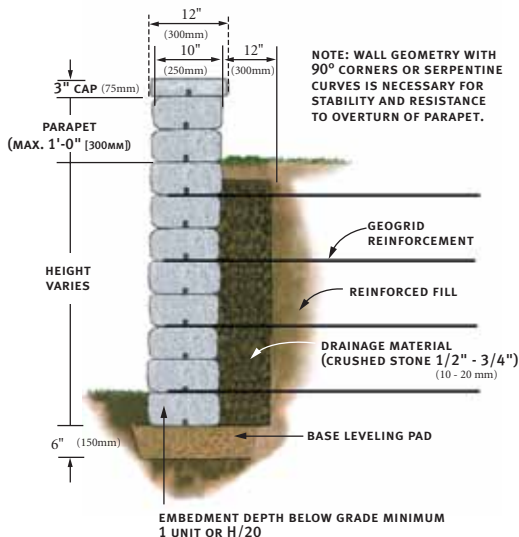 12"
(300mm)
10"
(250mm)
12"
(300mm)
NOTE: WALL GEOMETRY WITH
90° CORNERS OR SERPENTINE
CURVES IS NECESSARY FOR
STABILITY AND RESISTANCE
TO OVERTURN OF PARAPET.
3" CAP (75mm)
PARAPET
(MAX. 1'-0" [300MM])
GEOGRID
REINFORCEMENT
HEIGHT
VARIES
REINFORCED FILL
DRAINAGE MATERIAL
(CRUSHED STONE 1/2" - 3/4")
(10 - 20 mm)
6" (150mm)
BASE LEVELING PAD
EMBEDMENT DEPTH BELOW GRADE MINIMUM
1 UNIT OR H/20